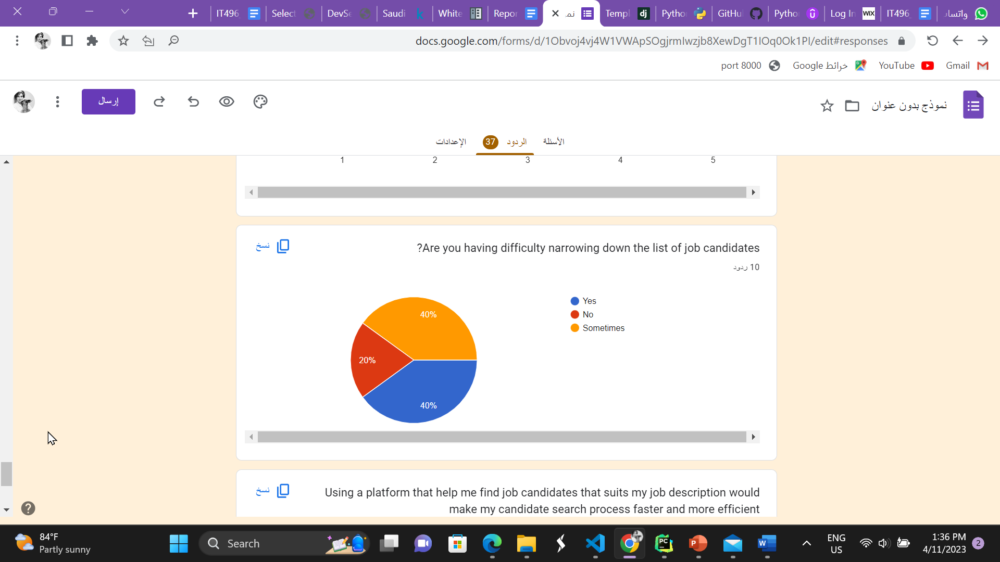 IT496
Select
DevSe
Saudi
White
Repor
نم
Templ
Pytho
GitHu
Pytho
Log In
IT496
واتساب
docs.google.com/forms/d/1Obvoj4vj4W1VWApSOgjrmIwzjb8XewDgT1IOq0Ok1PI/edit#responses
port 8000
خرائط Google
YouTube
Gmail
إرسال
نموذج بدون عنوان
الأسئلة
الردود 37
الإعدادات
1 2 3 4 5
نسخ
?Are you having difficulty narrowing down the list of job candidates
10 ردود
Yes
No
Sometimes
40%
20%
40%
نسخ
Using a platform that help me find job candidates that suits my job description would
make my candidate search process faster and more efficient
84°F
Partly sunny
Search
ENG
US
1:36 PM
4/11/2023
2